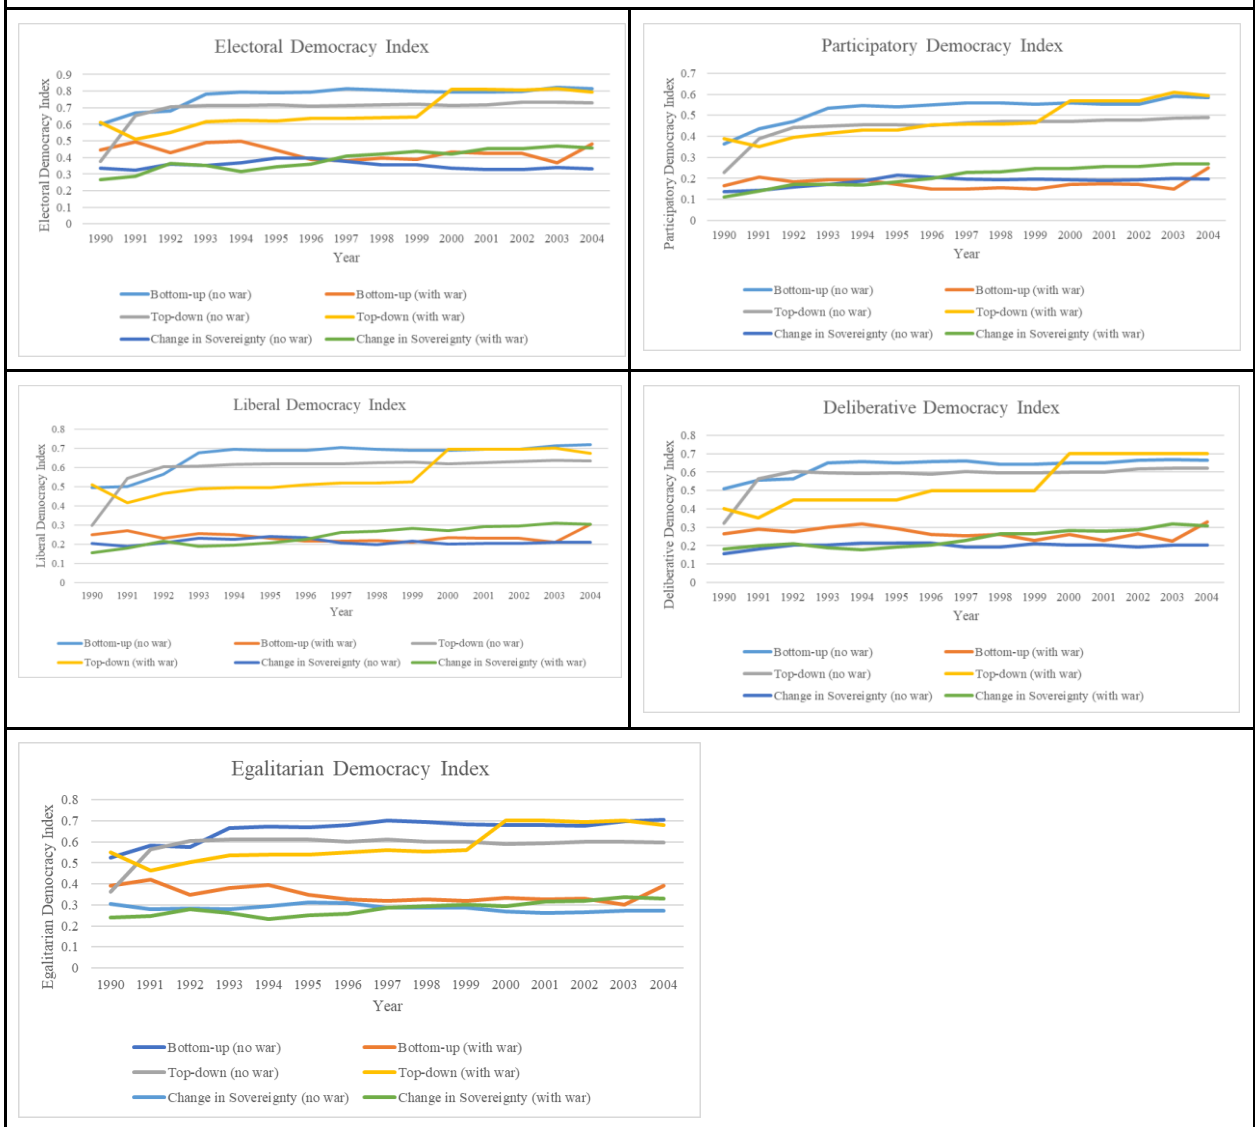 Electoral Democracy Index
Electoral Democracy Index
0.9
0.8
0.7
0.6
0.5
0.4
0.3
0.2
0.1
0
1990 1991 1992 1993 1994 1995 1996 1997 1998 1999 2000 2001 2002 2003 2004
Year
Bottom-up (no war) Bottom-up (with war)
Top-down (no war) Top-down (with war)
Change in Sovereignty (no war) Change in Sovereignty (with war)
Participatory Democracy Index
Participatory Democracy Index
0.7
0.6
0.5
0.4
0.3
0.2
0.1
0
1990 1991 1992 1993 1994 1995 1996 1997 1998 1999 2000 2001 2002 2003 2004
Year
Bottom-up (no war) Bottom-up (with war)
Top-down (no war) Top-down (with war)
Change in Sovereignty (no war) Change in Sovereignty (with war)
Liberal Democracy Index
Liberal Democracy Index
0.8
0.7
0.6
0.5
0.4
0.3
0.2
0.1
0
1990 1991 1992 1993 1994 1995 1996 1997 1998 1999 2000 2001 2002 2003 2004
Year
Bottom-up (no war) Bottom-up (with war) Top-down (no war)
Top-down (with war) Change in Sovereignty (no war) Change in Sovereignty (with war)
Deliberative Democracy Index
Deliberative Democracy Index
0.8
0.7
0.6
0.5
0.4
0.3
0.2
0.1
0
1990 1991 1992 1993 1994 1995 1996 1997 1998 1999 2000 2001 2002 2003 2004
Year
Bottom-up (no war) Bottom-up (with war)
Top-down (no war) Top-down (with war)
Change in Sovereignty (no war) Change in Sovereignty (with war)
Egalitarian Democracy Index
Egalitarian Democracy Index
0.8
0.7
0.6
0.5
0.4
0.3
0.2
0.1
0
1990 1991 1992 1993 1994 1995 1996 1997 1998 1999 2000 2001 2002 2003 2004
Year
Bottom-up (no war) Bottom-up (with war)
Top-down (no war) Top-down (with war)
Change in Sovereignty (no war) Change in Sovereignty (with war)